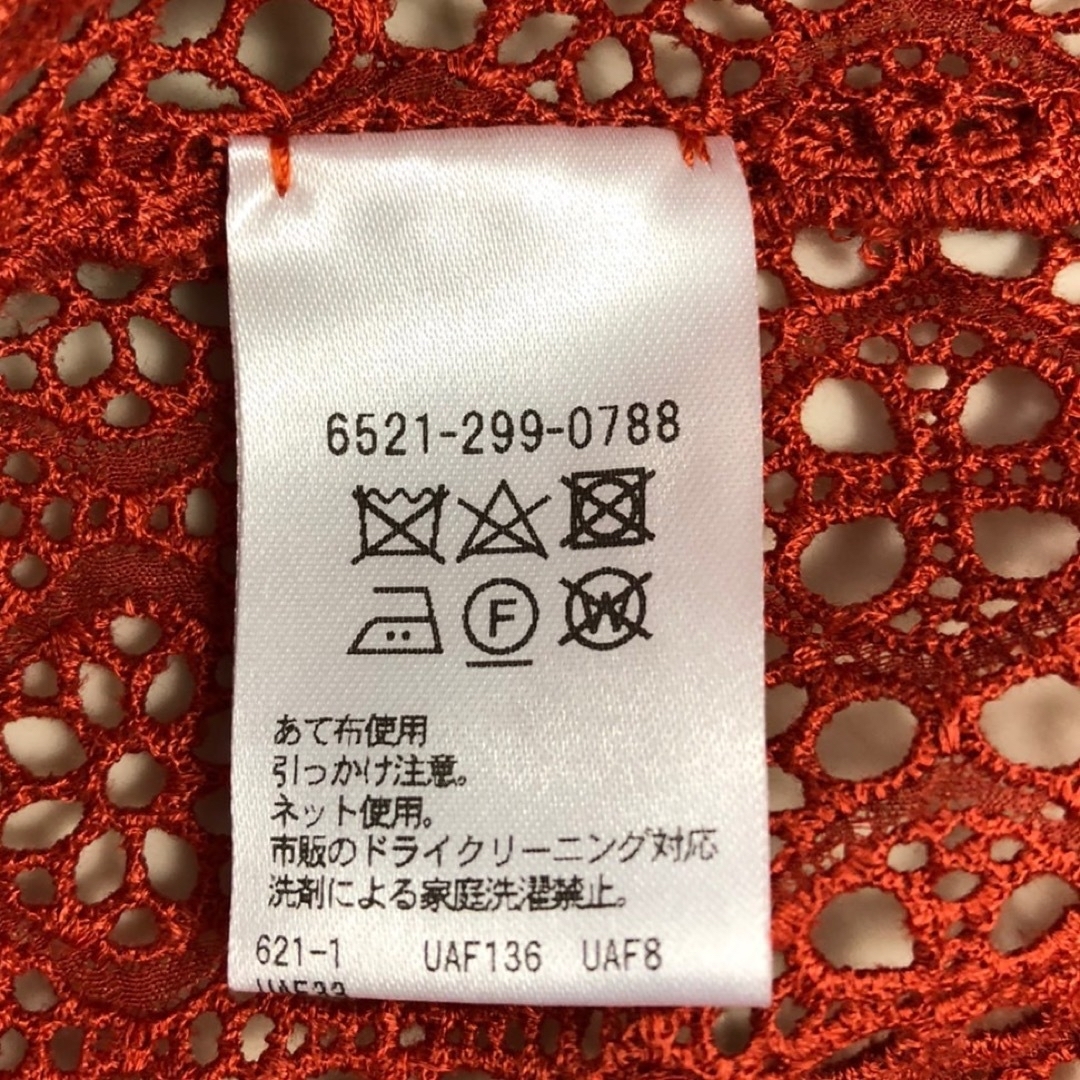 6521-299-0788
F
W
あて布使用
引っかけ注意。
ネット使用。
市販のドライクリーニング対応
洗剤による家庭洗濯禁止。
621-1 UAF136 UAF8
UAF33